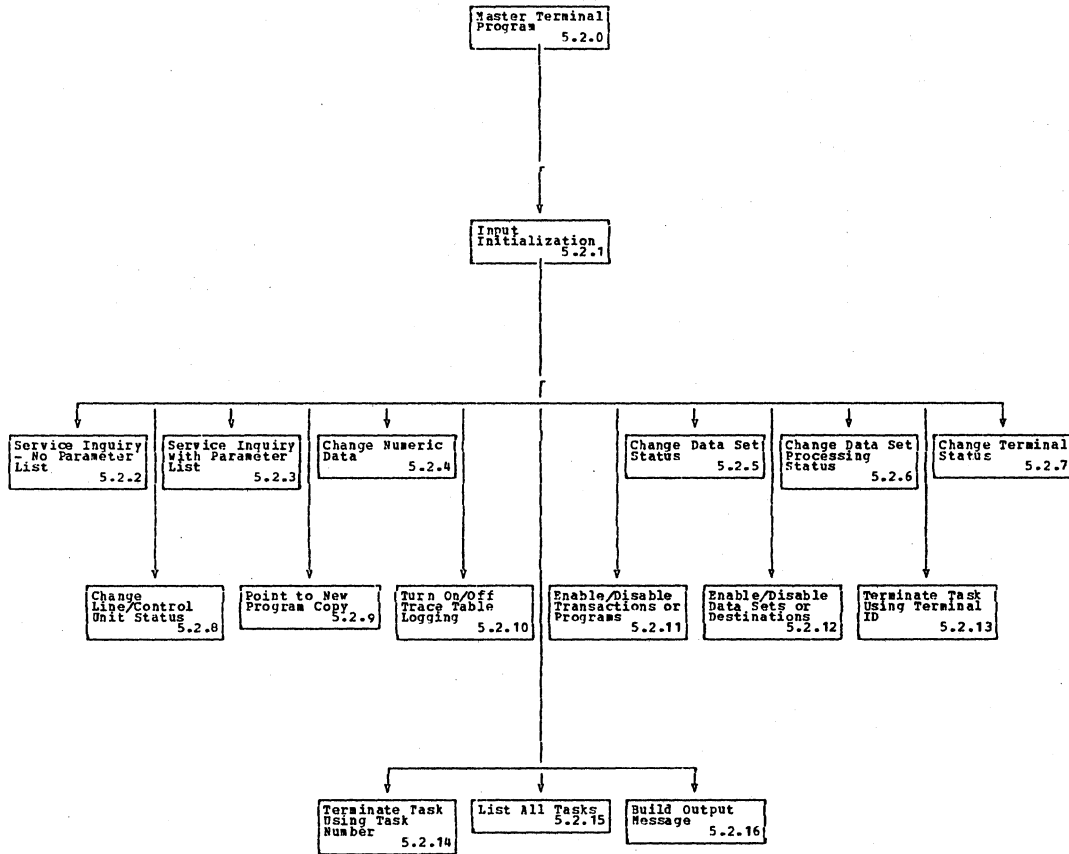 Master Terminal
Program
5.2.0
Input
Initialization
5.2.1
Service Inquiry
- No Parameter
List
5.2.2
Service Inquiry
with Parameter
List
5.2.3
Change Numeric
Data
5.2.4
Change Data Set
Status
5.2.5
Change Data Set
Processing
Status
5.2.6
Change Terminal
Status
5.2.7
Change
Line/Control
Unit Status
5.2.8
Point to New
Program Copy
5.2.9
Turn On/Off
Trace Table
Logging
5.2.10
Enable/Disable
Transactions or
Programs
5.2.11
Enable/Disable
Data Sets or
Destinations
5.2.12
Terminate Task
Using Terminal
ID
5.2.13
Terminate Task
Using Task
Number
5.2.14
List All Tasks
5.2.15
Build Output
Message
5.2.16